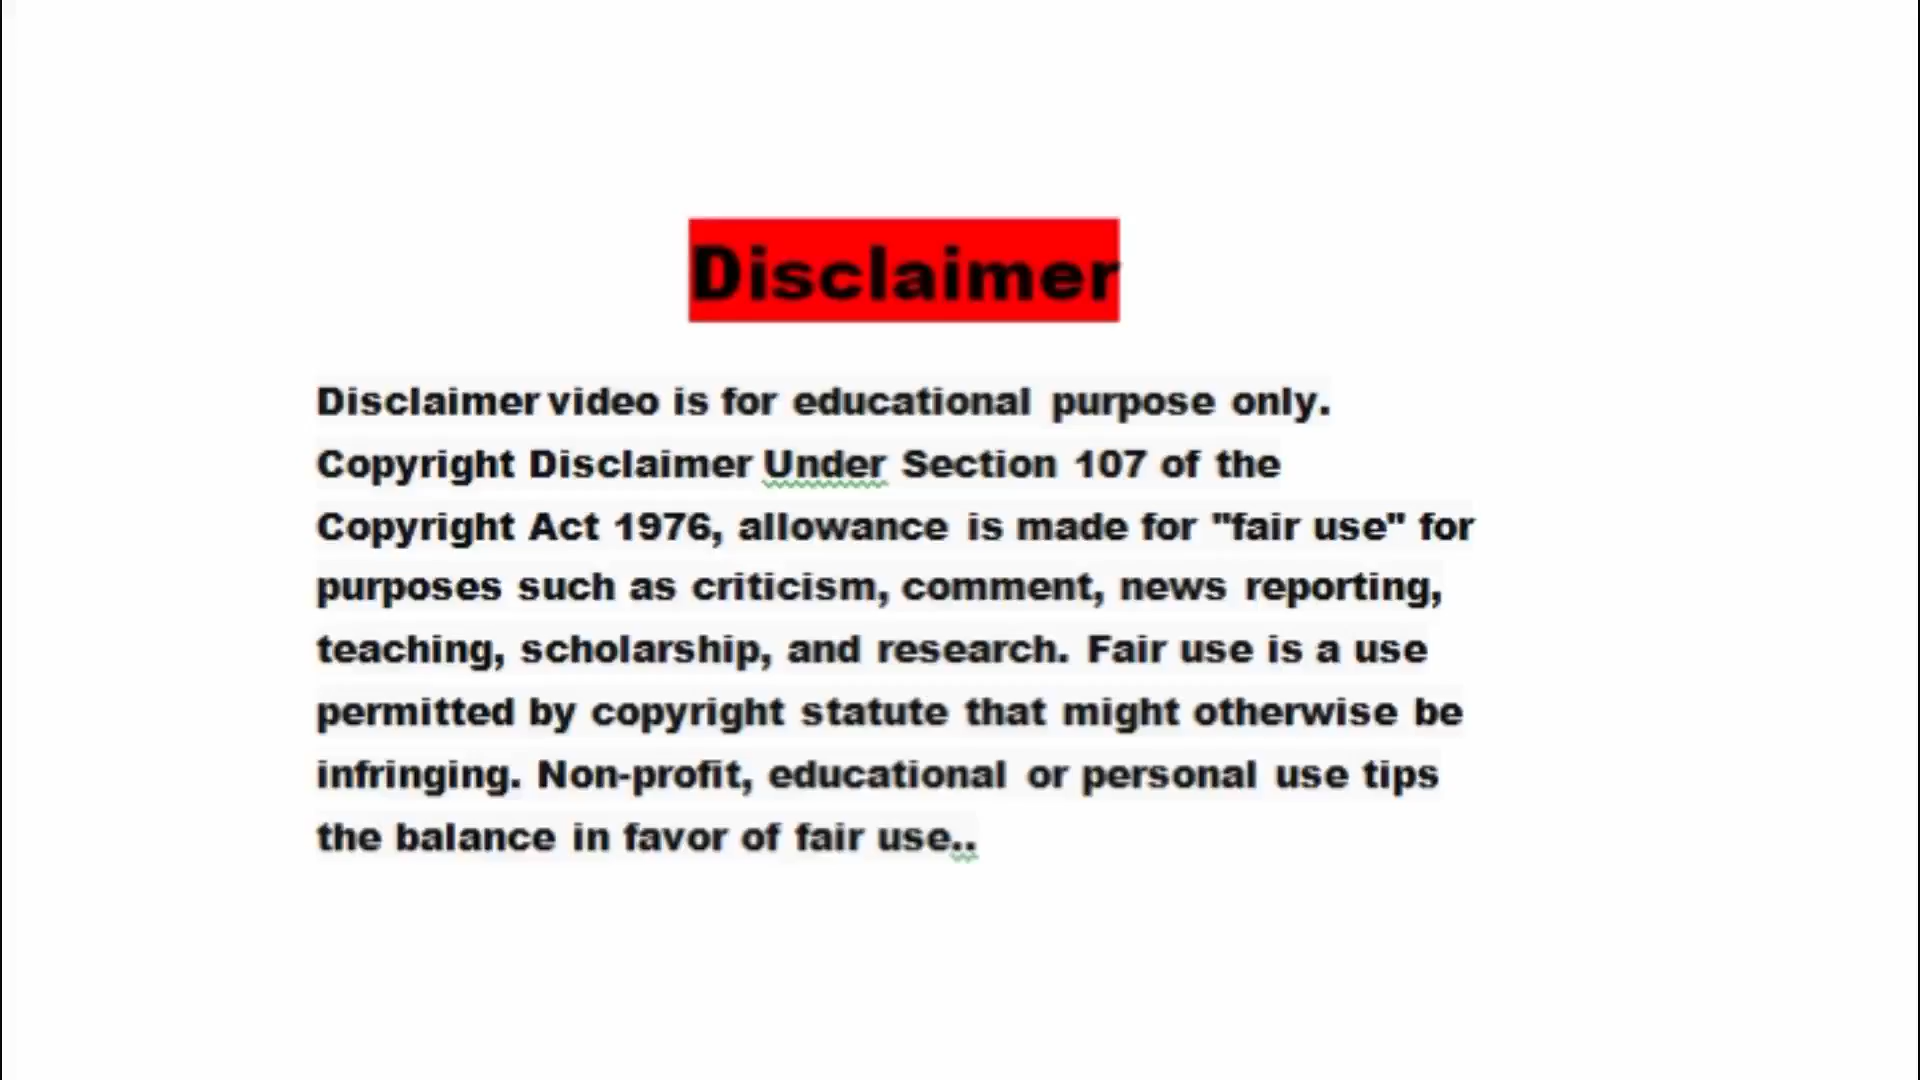 Disclaimer
Disclaimer video is for educational purpose only.
Copyright Disclaimer Under Section 107 of the
Copyright Act 1976, allowance is made for "fair use" for
purposes such as criticism, comment, news reporting,
teaching, scholarship, and research. Fair use is a use
permitted by copyright statute that might otherwise be
infringing. Non-profit, educational or personal use tips
the balance in favor of fair use..